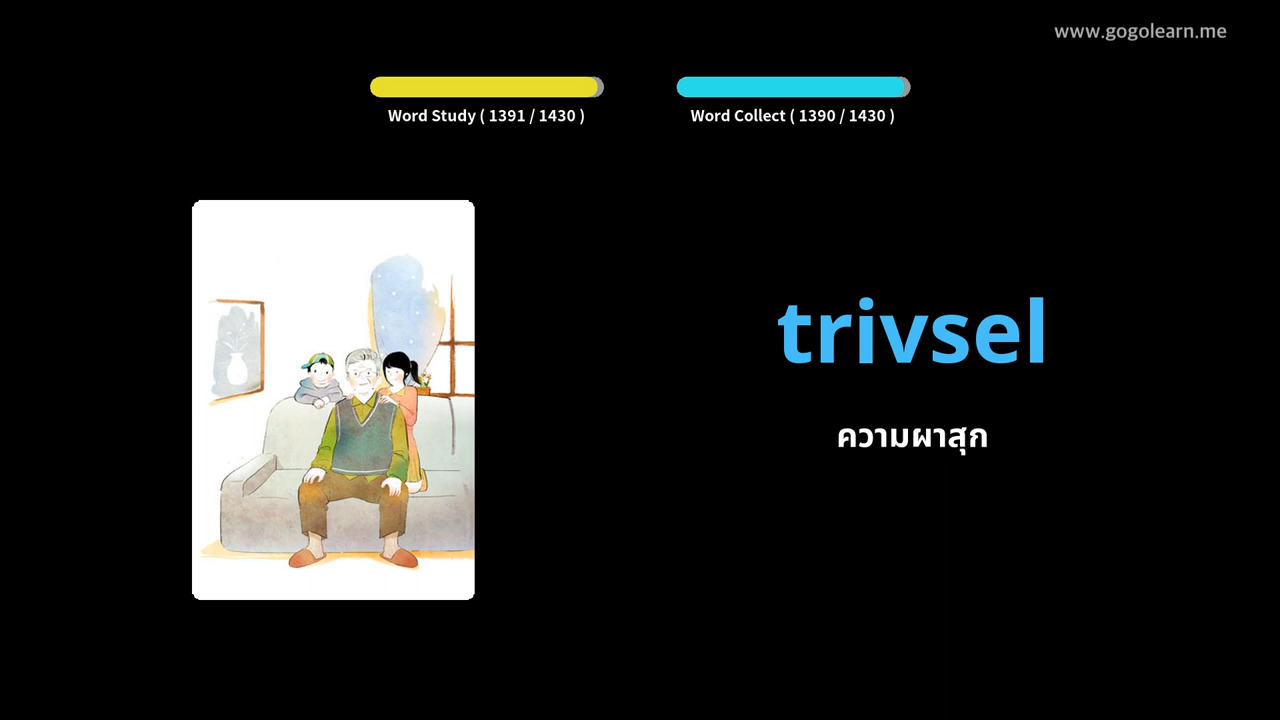 www.gogolearn.me
Word Study ( 1391 / 1430 )
Word Collect ( 1390 / 1430 )
trivsel
ความผาสุก